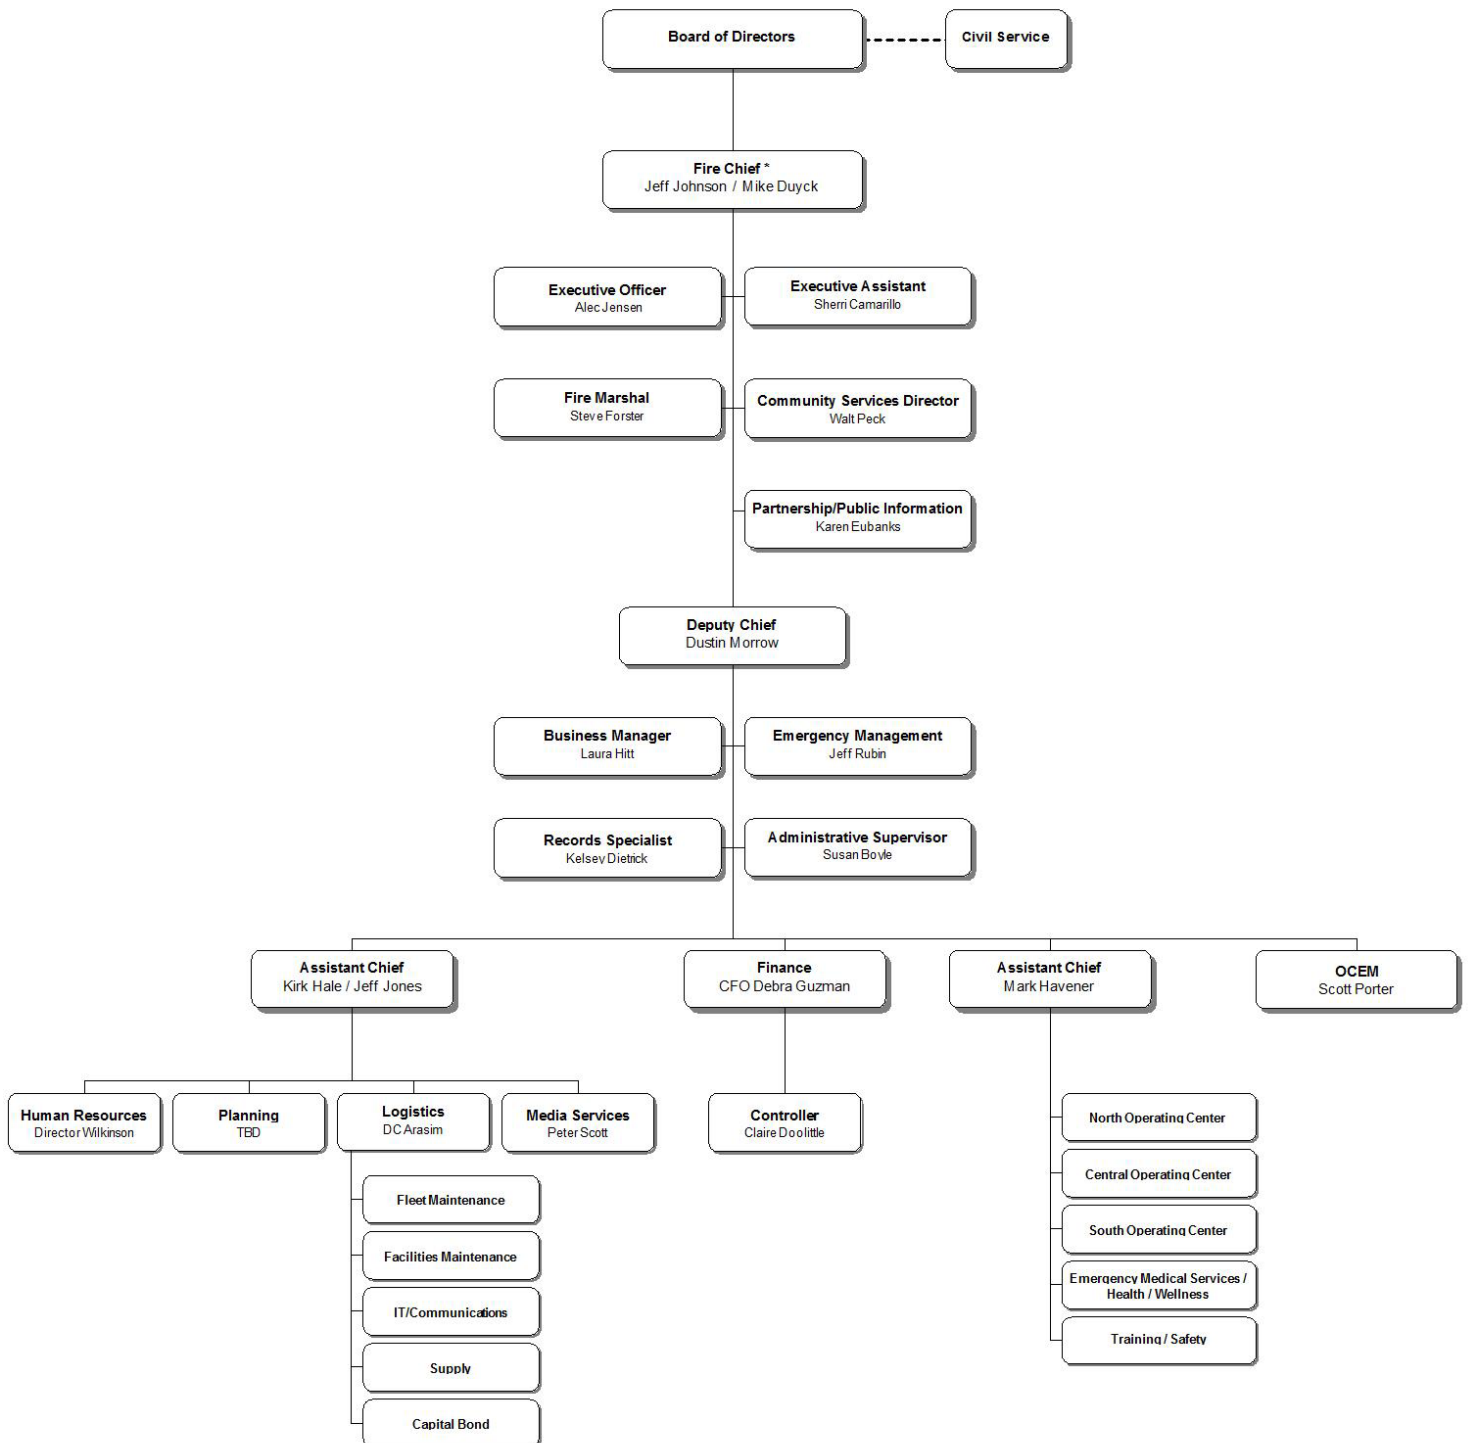 Board of Directors
Civil Service
Fire Chief *
Jeff Johnson / Mike Duyck
Executive Officer
Alec Jensen
Executive Assistant
Sherri Camarillo
Fire Marshal
Steve Forster
Community Services Director
Walt Peck
Partnership/Public Information
Karen Eubanks
Deputy Chief
Dustin Morrow
Business Manager
Laura Hitt
Emergency Management
Jeff Rubin
Records Specialist
Kelsey Dietrick
Administrative Supervisor
Susan Boyle
Assistant Chief
Kirk Hale / Jeff Jones
Finance
CFO Debra Guzman
Assistant Chief
Mark Havener
OCEM
Scott Porter
Human Resources
Director Wilkinson
Planning
TBD
Logistics
DC Arasim
Media Services
Peter Scott
Controller
Claire Doolittle
Fleet Maintenance
Facilities Maintenance
IT/Communications
Supply
Capital Bond
North Operating Center
Central Operating Center
South Operating Center
Emergency Medical Services /
Health / Wellness
Training / Safety